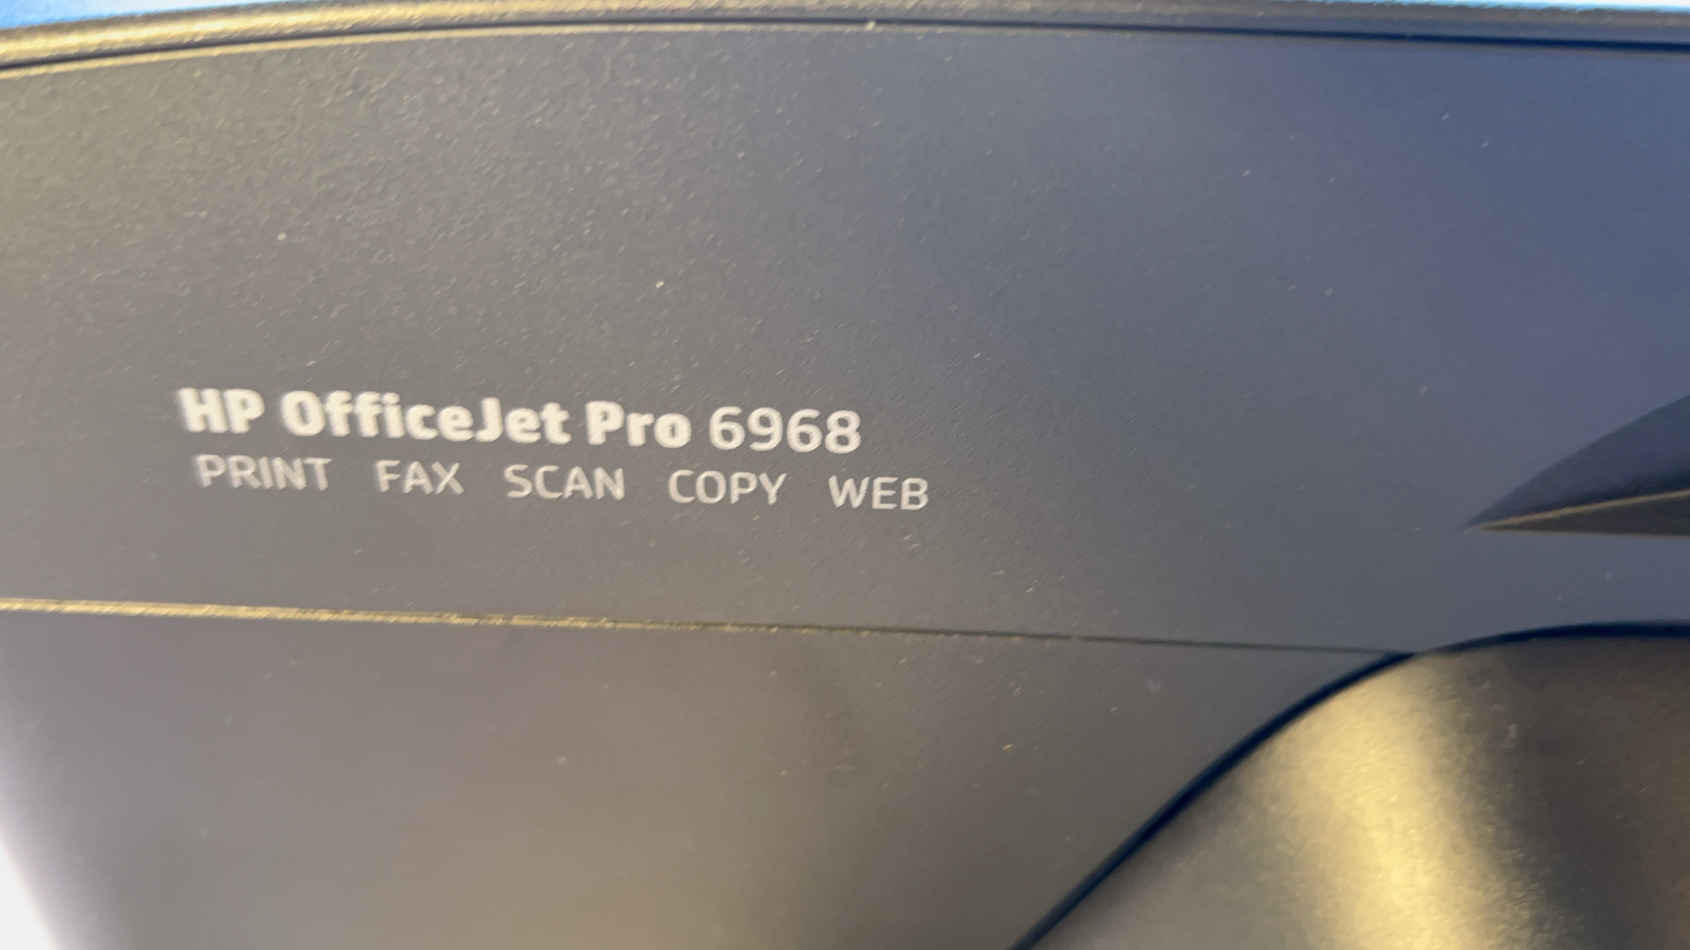 HP OfficeJet Pro 6968
PRINT FAX SCAN COPY WEB